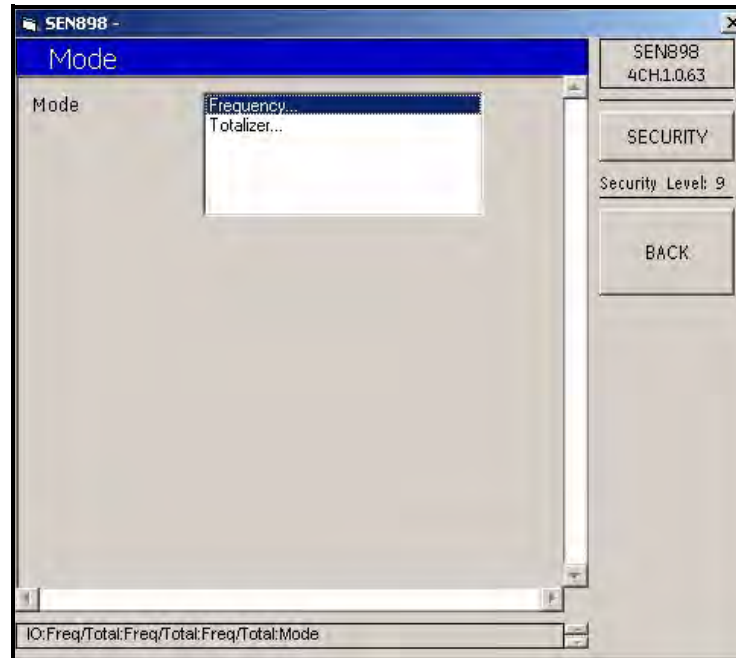 SEN898 -
Mode
Mode
Frequency...
Totalizer...
SEN898
4CH.1.0.63
SECURITY
Security Level: 9
BACK
IO:Freq/Total:Freq/Total:Freq/Total:Mode